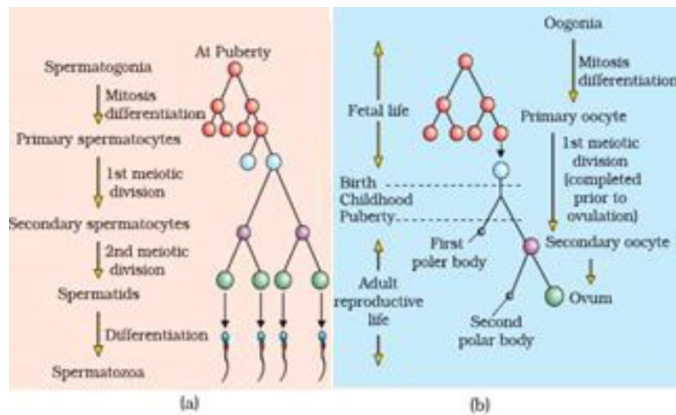 At Puberty
Spermatogonia
Mitosis
differentiation
Primary spermatocytes
1st meiotic
division
Secondary spermatocytes
2nd meiotic
division
Spermatids
Differentiation
Spermatozoa
(a)
Oogonia
Mitosis
differentiation
Fetal life
Primary oocyte
1st meiotic
division
(completed
prior to
ovulation)
Birth
Childhood
Puberty
First
poler body
Secondary oocyte
Adult
reproductive
life
Ovum
Second
polar body
(b)